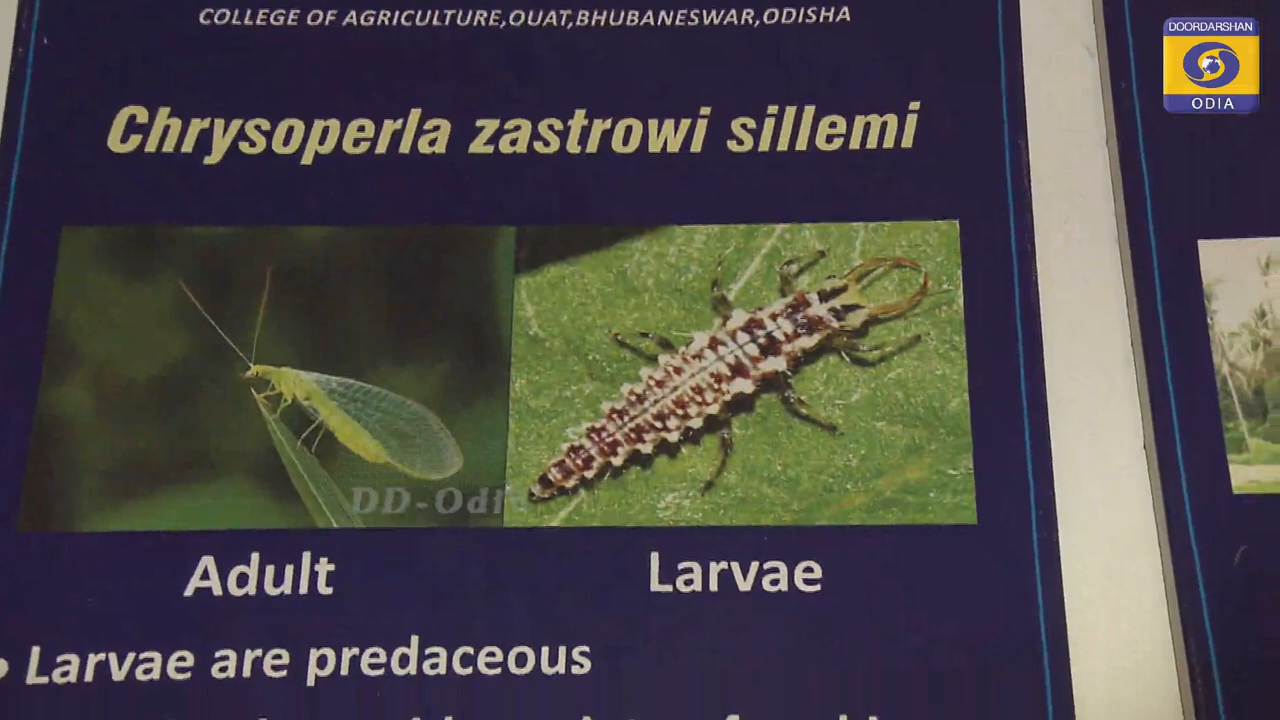 COLLEGE OF AGRICULTURE,OUAT,BHUBANESWAR,ODISHA
DOORDARSHAN
ODIA
Chrysoperla zastrowi sillemi
DD-Odia
Adult
Larvae
• Larvae are predaceous